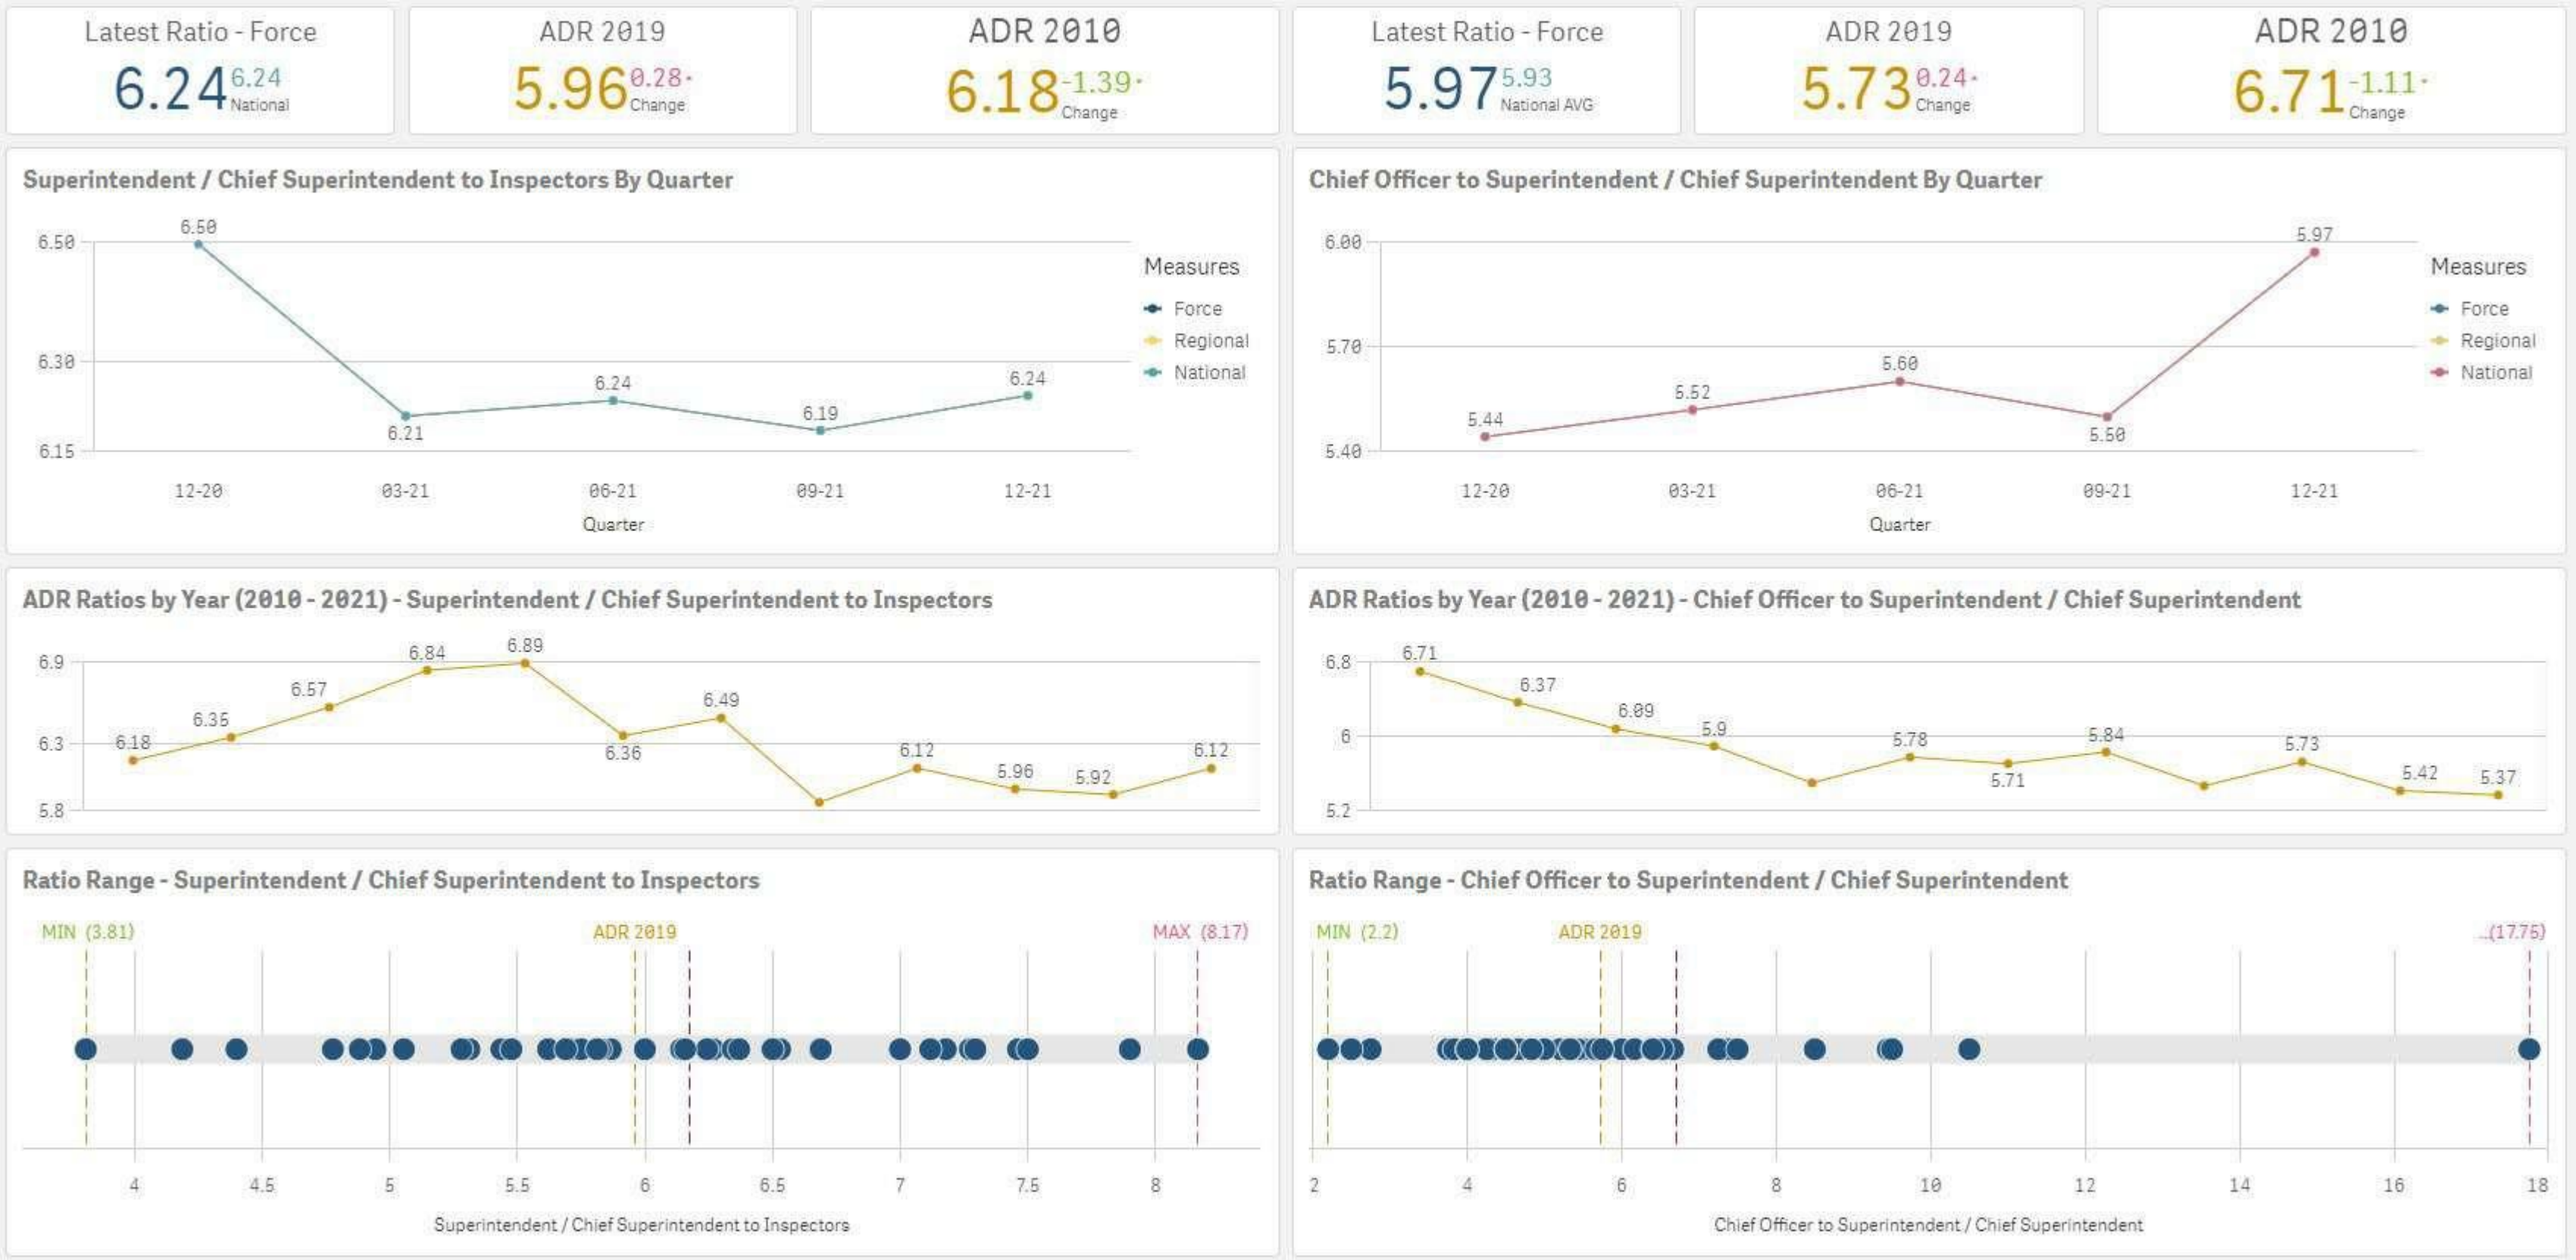 Latest Ratio - Force
6.24 6.24
National
ADR 2019
5.96 0.28
Change
ADR 2010
6.18 -1.39
Change
Latest Ratio - Force
5.97 5.93
National AVG
ADR 2019
5.73 0.24
Change
ADR 2010
6.71 -1.11
Change
Superintendent / Chief Superintendent to Inspectors By Quarter
6.50
6.30
6.15
6.50
6.21
6.24
6.19
6.24
12-20
03-21
06-21
09-21
12-21
Quarter
Measures
Force
Regional
National
Chief Officer to Superintendent / Chief Superintendent By Quarter
6.00
5.70
5.40
5.44
5.52
5.60
5.50
5.97
12-20
03-21
06-21
09-21
12-21
Quarter
Measures
Force
Regional
National
ADR Ratios by Year (2010 - 2021) - Superintendent / Chief Superintendent to Inspectors
6.9
6.3
5.8
6.18
6.35
6.57
6.84
6.89
6.36
6.49
6.12
5.96
5.92
6.12
ADR Ratios by Year (2010 - 2021) - Chief Officer to Superintendent / Chief Superintendent
6.8
6
5.2
6.71
6.37
6.09
5.9
5.78
5.71
5.84
5.73
5.42
5.37
Ratio Range - Superintendent / Chief Superintendent to Inspectors
MIN (3.81)
ADR 2019
MAX (8.17)
4
4.5
5
5.5
6
6.5
7
7.5
8
Superintendent / Chief Superintendent to Inspectors
Ratio Range - Chief Officer to Superintendent / Chief Superintendent
MIN (2.2)
ADR 2019
...(17.75)
2
4
6
8
10
12
14
16
18
Chief Officer to Superintendent / Chief Superintendent